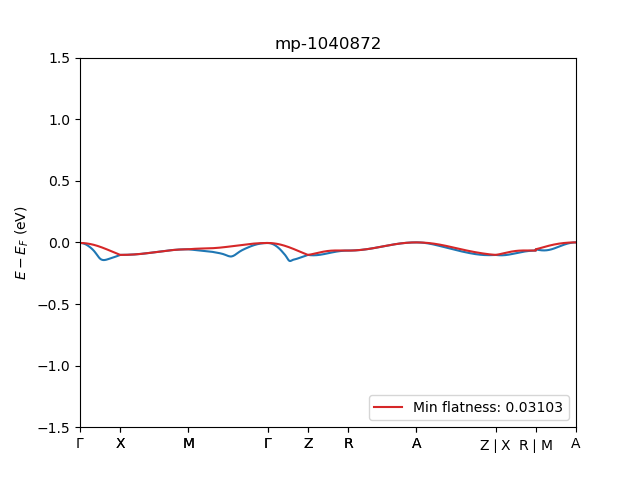 mp-1040872
1.5
1.0
0.5
0.0
−0.5
−1.0
−1.5
E − E_F (eV)
Min flatness: 0.03103
Γ X M Γ Z R A Z | X R | M A